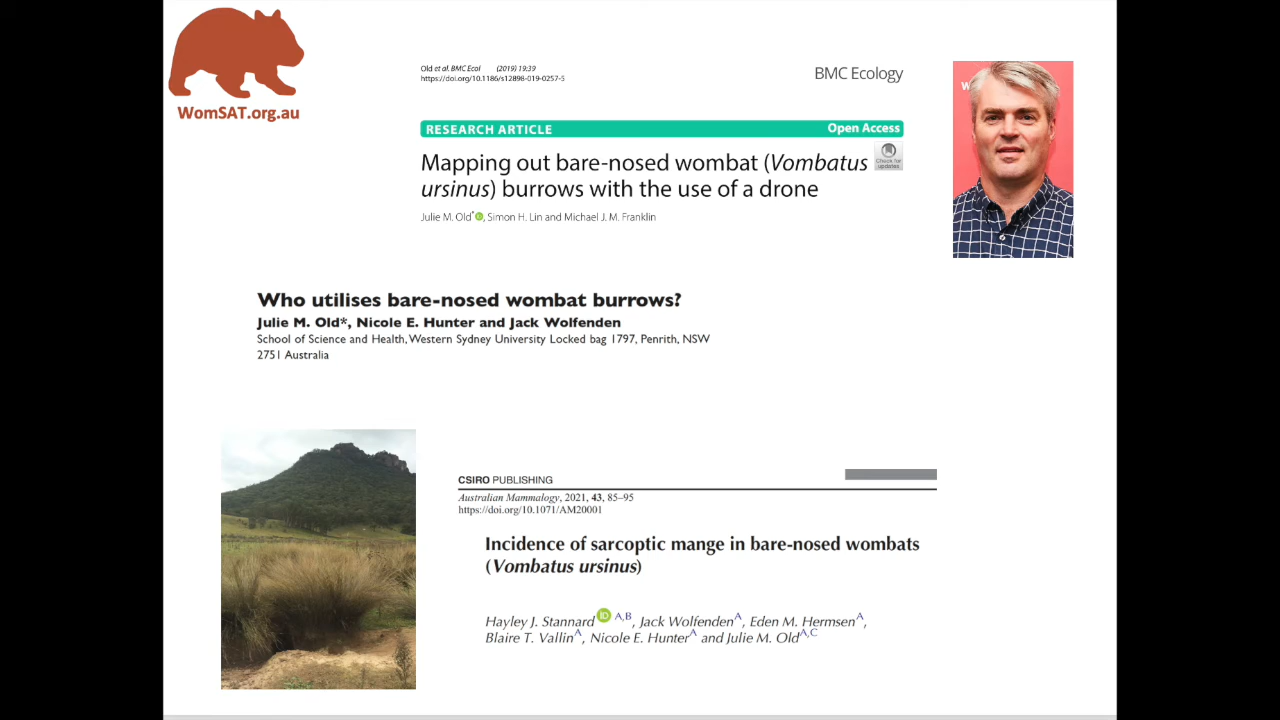 WomSAT.org.au
Old et al. BMC Ecol (2019) 19:39
https://doi.org/10.1186/s12898-019-0257-5
BMC Ecology
RESEARCH ARTICLE
Open Access
Mapping out bare-nosed wombat (Vombatus
ursinus) burrows with the use of a drone
Check for
updates
Julie M. Old*, Simon H. Lin and Michael J. M. Franklin
Who utilises bare-nosed wombat burrows?
Julie M. Old*, Nicole E. Hunter and Jack Wolfenden
School of Science and Health, Western Sydney University Locked bag 1797, Penrith, NSW
2751 Australia
CSIRO PUBLISHING
Australian Mammalogy, 2021, 43, 85–95
https://doi.org/10.1071/AM20001
Incidence of sarcoptic mange in bare-nosed wombats
(Vombatus ursinus)
Hayley J. Stannard iD A,B, Jack Wolfenden A, Eden M. Hermsen A,
Blaire T. Vallin A, Nicole E. Hunter A and Julie M. Old A,C